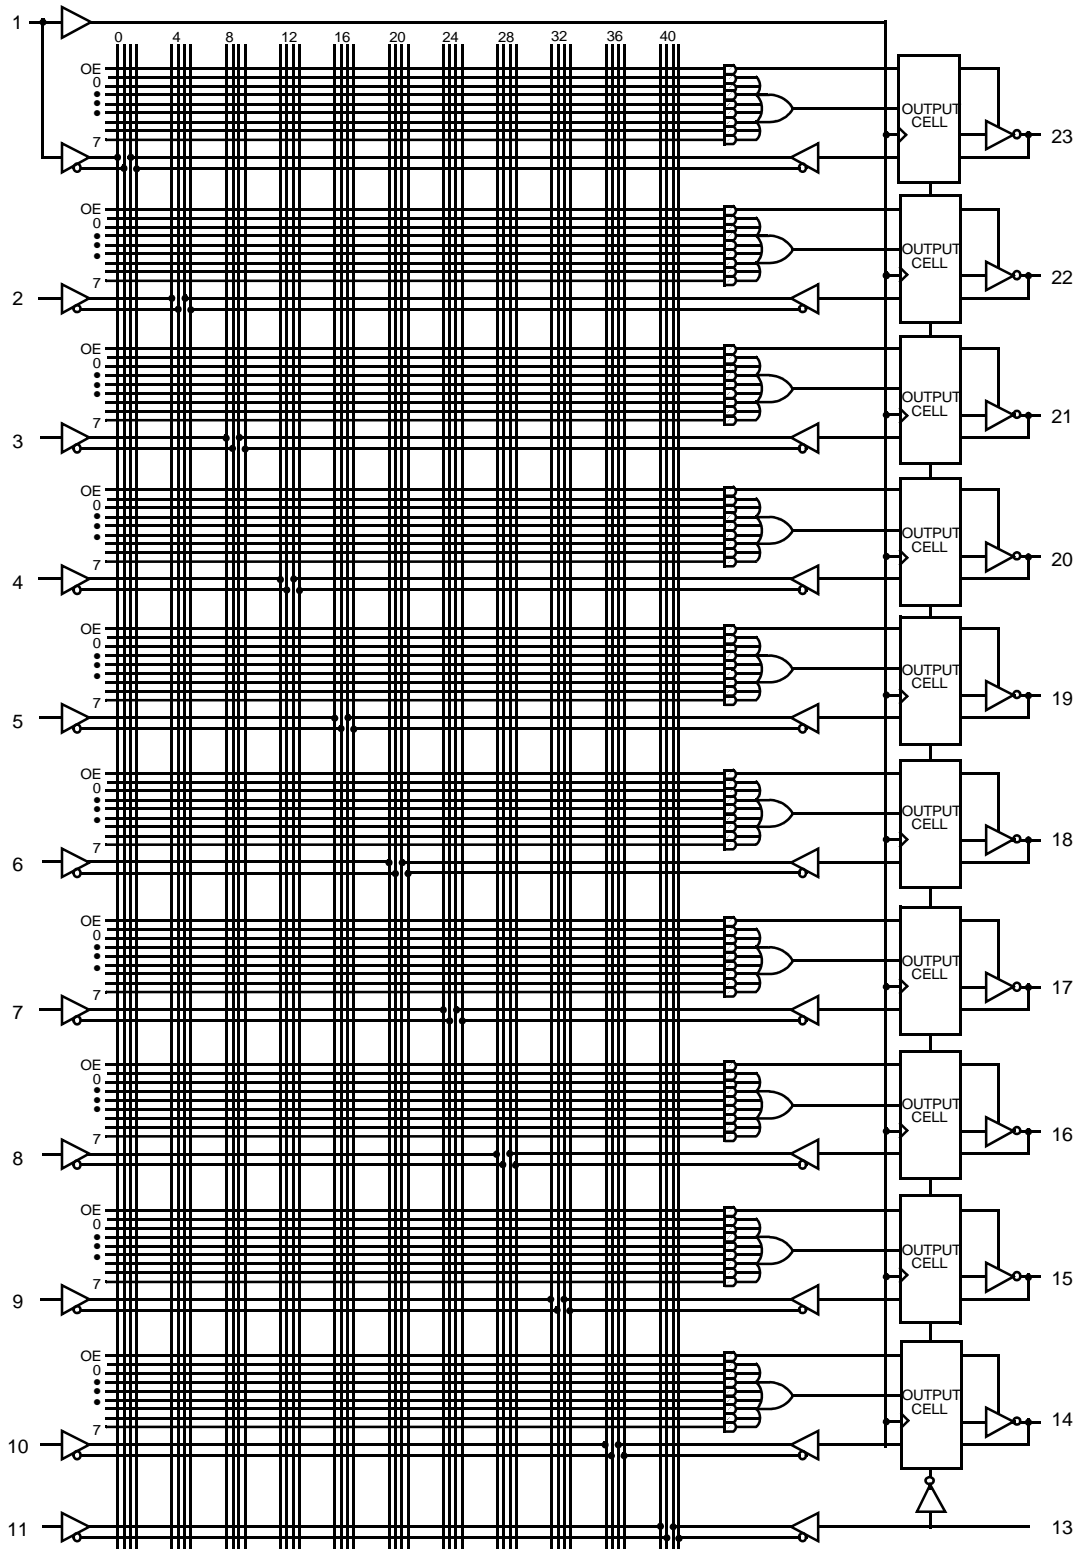 1
0 4 8 12 16 20 24 28 32 36 40
OE
0
7
OUTPUT
CELL
23
OE
0
7
OUTPUT
CELL
22
2
OE
0
7
OUTPUT
CELL
21
3
OE
0
7
OUTPUT
CELL
20
4
OE
0
7
OUTPUT
CELL
19
5
OE
0
7
OUTPUT
CELL
18
6
OE
0
7
OUTPUT
CELL
17
7
OE
0
7
OUTPUT
CELL
16
8
OE
0
7
OUTPUT
CELL
15
9
OE
0
7
OUTPUT
CELL
14
10
11
13